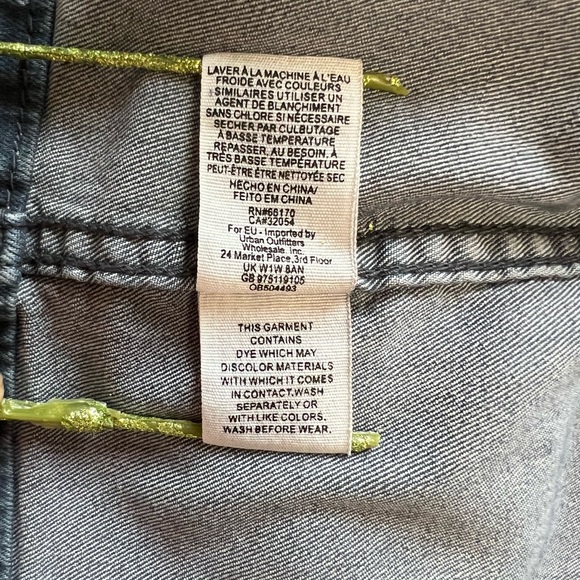 LAVER À LA MACHINE À L'EAU
FROIDE AVEC COULEURS
SIMILAIRES UTILISER UN
AGENT DE BLANCHIMENT
SANS CHLORE SI NÉCESSAIRE
SECHER PAR CULBUTAGE
À BASSE TEMPÉRATURE
REPASSER, AU BESOIN, À
TRÈS BASSE TEMPÉRATURE
PEUT-ÊTRE ÊTRE NETTOYÉE SEC
HECHO EN CHINA/
FEITO EM CHINA
RN#66170
CA#32054
For EU - Imported by
Urban Outfitters
Wholesale, Inc.
24 Market Place,3rd Floor
UK W1W 8AN
GB 975119105
OB504493
THIS GARMENT
CONTAINS
DYE WHICH MAY
DISCOLOR MATERIALS
WITH WHICH IT COMES
IN CONTACT.WASH
SEPARATELY OR
WITH LIKE COLORS.
WASH BEFORE WEAR.